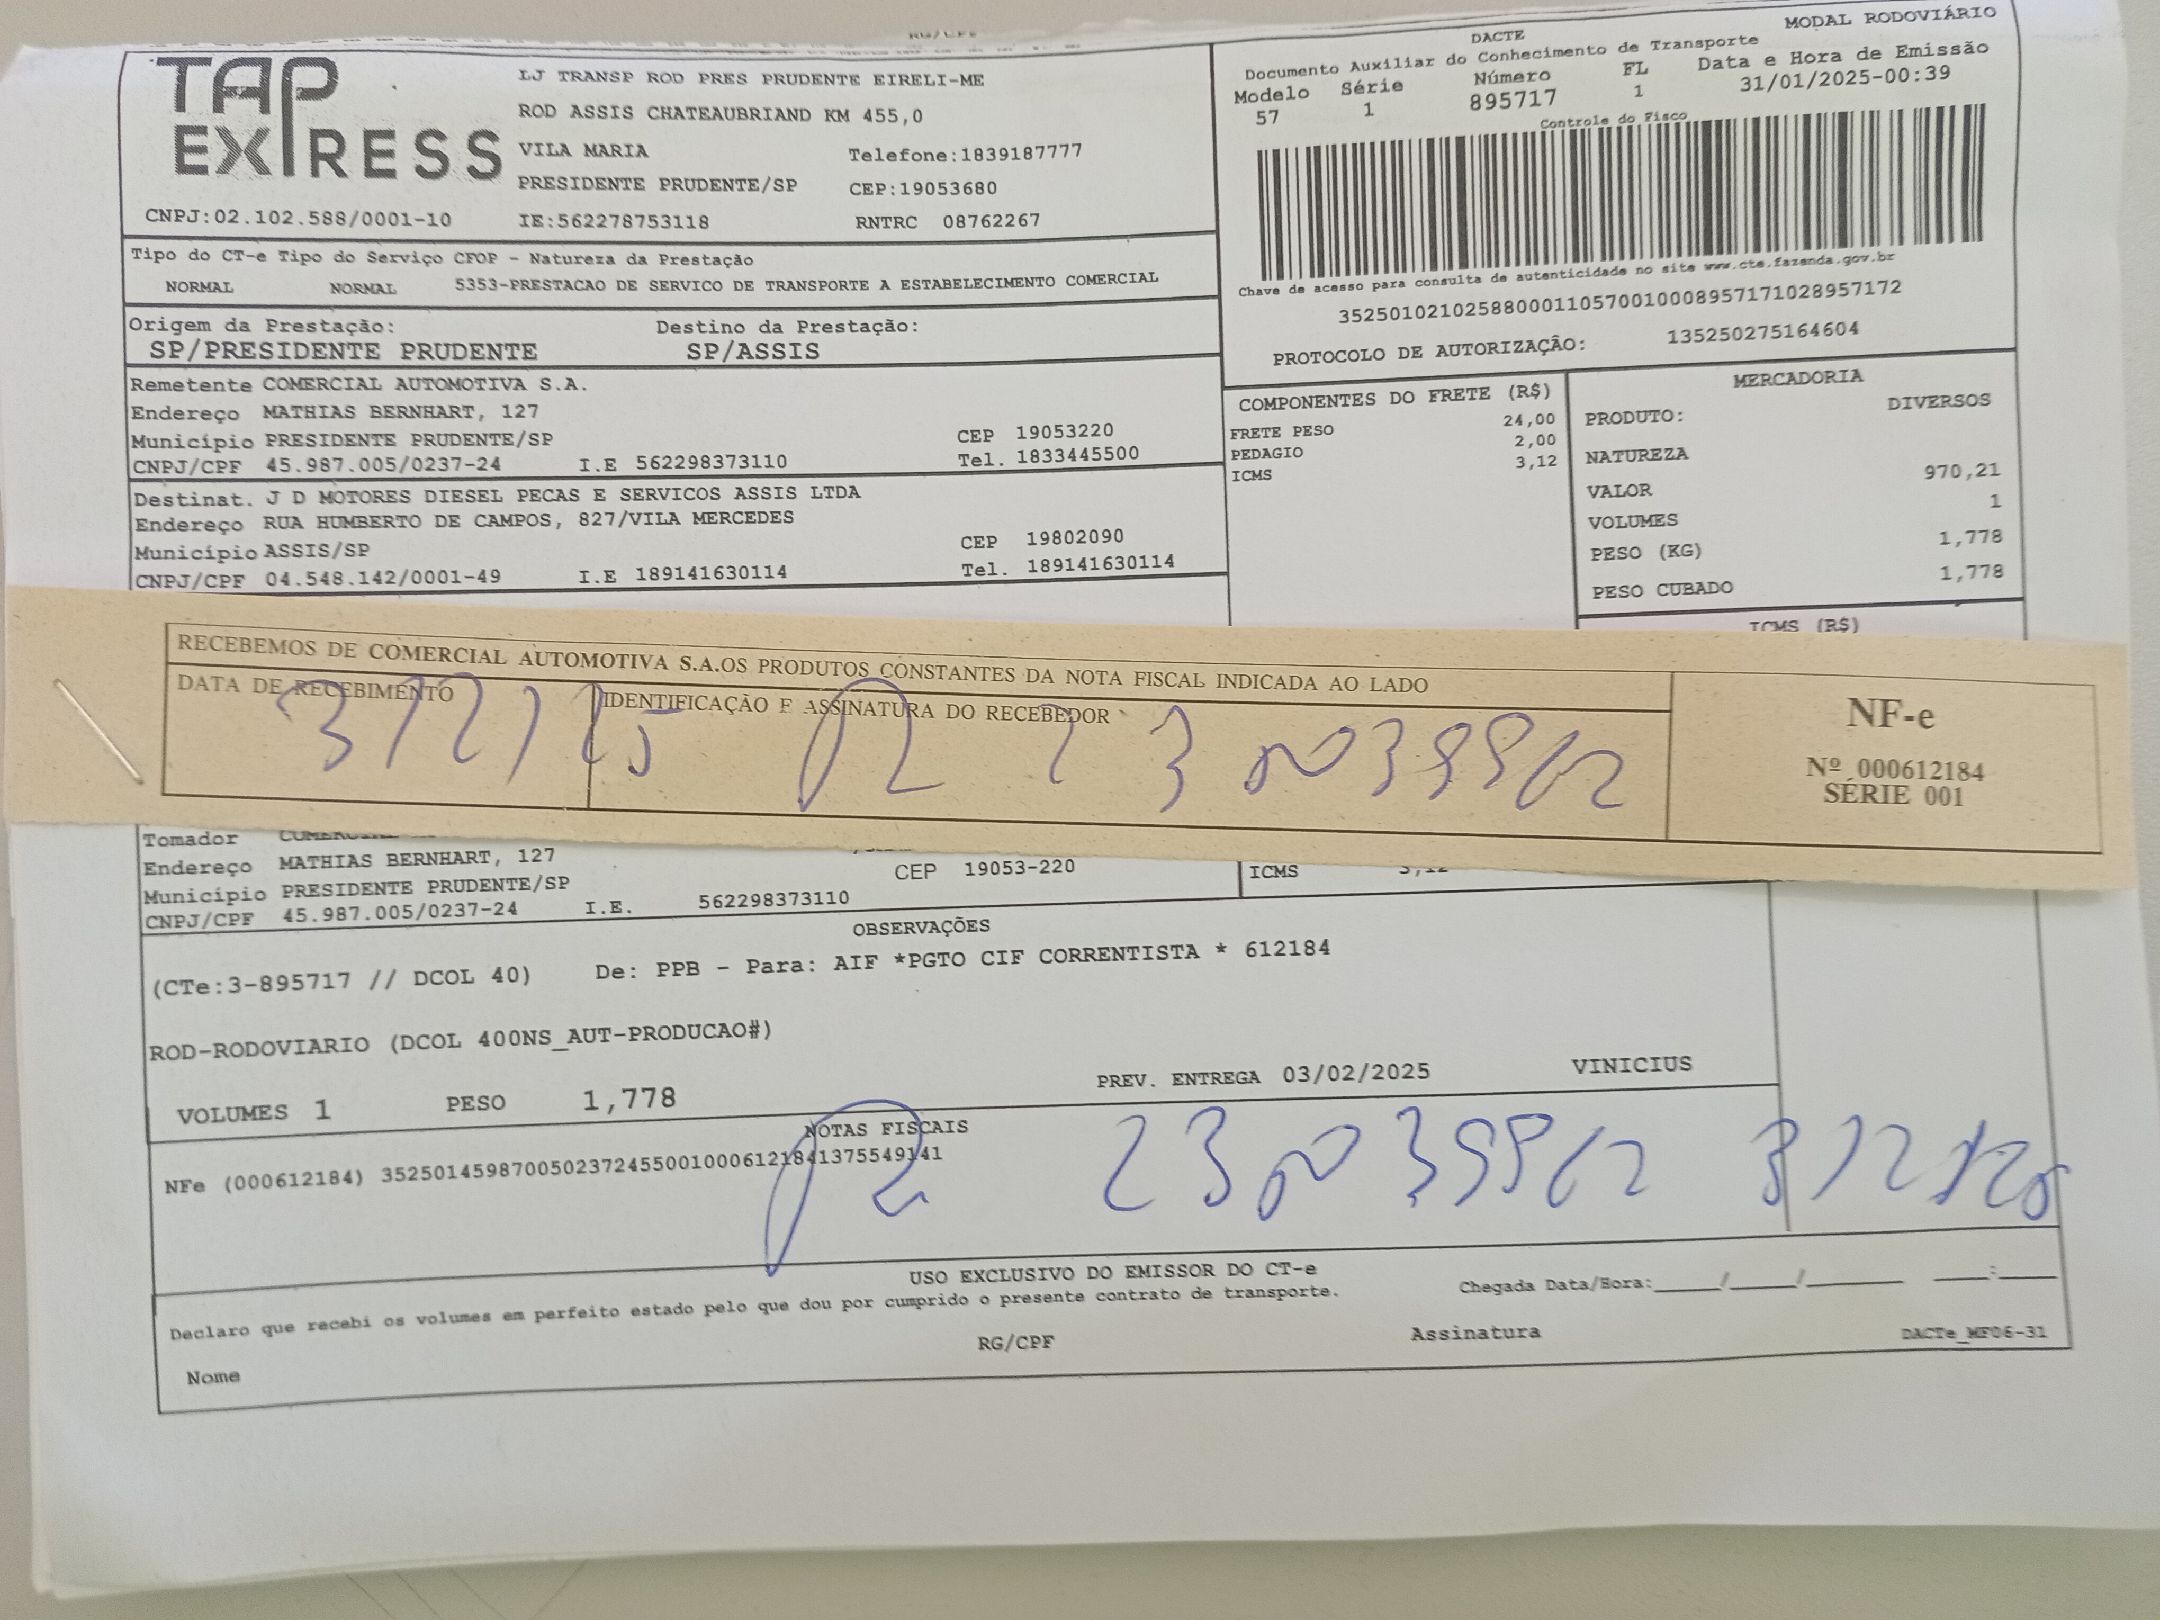 TAP EXPRESS
LJ TRANSP ROD PRES PRUDENTE EIRELI-ME
ROD ASSIS CHATEAUBRIAND KM 455,0
VILA MARIA Telefone:1839187777
PRESIDENTE PRUDENTE/SP CEP:19053680
CNPJ:02.102.588/0001-10 IE:562278753118 RNTRC 08762267
MODAL RODOVIÁRIO
DACTE
Documento Auxiliar do Conhecimento de Transporte
Modelo Série Número FL Data e Hora de Emissão
57 1 895717 1 31/01/2025-00:39
Controle do Fisco
Chave de acesso para consulta de autenticidade no site www.cte.fazenda.gov.br
35250102102588000110570010008957171028957172
PROTOCOLO DE AUTORIZAÇÃO: 135250275164604
Tipo do CT-e Tipo do Serviço CFOP - Natureza da Prestação
NORMAL NORMAL 5353-PRESTACAO DE SERVICO DE TRANSPORTE A ESTABELECIMENTO COMERCIAL
Origem da Prestação: Destino da Prestação:
SP/PRESIDENTE PRUDENTE SP/ASSIS
Remetente COMERCIAL AUTOMOTIVA S.A.
Endereço MATHIAS BERNHART, 127
Município PRESIDENTE PRUDENTE/SP CEP 19053220
CNPJ/CPF 45.987.005/0237-24 I.E 562298373110 Tel. 1833445500
Destinat. J D MOTORES DIESEL PECAS E SERVICOS ASSIS LTDA
Endereço RUA HUMBERTO DE CAMPOS, 827/VILA MERCEDES
Município ASSIS/SP CEP 19802090
CNPJ/CPF 04.548.142/0001-49 I.E 189141630114 Tel. 189141630114
COMPONENTES DO FRETE (R$)
FRETE PESO 24,00
PEDAGIO 2,00
ICMS 3,12
MERCADORIA
PRODUTO: DIVERSOS
NATUREZA
VALOR 970,21
VOLUMES 1
PESO (KG) 1,778
PESO CUBADO 1,778
ICMS (R$)
RECEBEMOS DE COMERCIAL AUTOMOTIVA S.A.OS PRODUTOS CONSTANTES DA NOTA FISCAL INDICADA AO LADO
DATA DE RECEBIMENTO IDENTIFICAÇÃO E ASSINATURA DO RECEBEDOR
3/2/25
NF-e
Nº 000612184
SÉRIE 001
Tomador COMERCIAL
Endereço MATHIAS BERNHART, 127
CEP 19053-220 ICMS 3,12
Município PRESIDENTE PRUDENTE/SP
CNPJ/CPF 45.987.005/0237-24 I.E. 562298373110
OBSERVAÇÕES
(CTe:3-895717 // DCOL 40) De: PPB - Para: AIF *PGTO CIF CORRENTISTA * 612184
ROD-RODOVIARIO (DCOL 400NS_AUT-PRODUCAO#)
VOLUMES 1 PESO 1,778 PREV. ENTREGA 03/02/2025 VINICIUS
NOTAS FISCAIS
NFe (000612184) 35250145987005023724550010006121841375549141
USO EXCLUSIVO DO EMISSOR DO CT-e
Declaro que recebi os volumes em perfeito estado pelo que dou por cumprido o presente contrato de transporte. Chegada Data/Hora:____/____/______ ____:____
Nome RG/CPF Assinatura DACTe_MF06-31